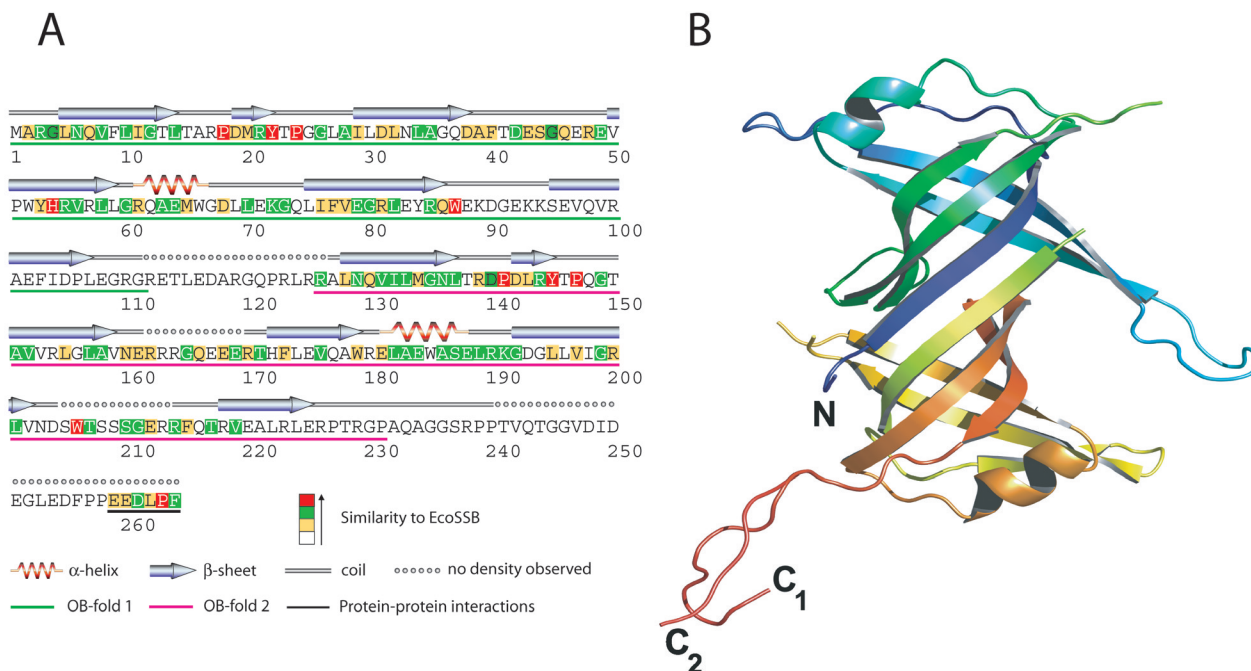 A
MARGLNQVFLIGTLTARPDMRYTPGGLAILDLNLAGQDAFTDESGQEREV
1 10 20 30 40 50
PWYHRVRLLGRQAEMWGDLLEKGQLIFVEGRLEYRQWEKDGEKKSEVQVR
60 70 80 90 100
AEFIDPLEGRGRETLEDARGQPRLRRALNQVILMGNLTRDPDLRYTPQGT
110 120 130 140 150
AVVRLGLAVNERRRGQEEERTHFLEVQAWRELAEWASELRKGDGLLVIGR
160 170 180 190 200
LVNDSWTSSSGERRFQTRVEALRLERPTRGPAQAGGSRPPTVQTGGVDID
210 220 230 240 250
EGLEDFPPEEDLPF
260
Similarity to EcoSSB
α-helix β-sheet coil no density observed
OB-fold 1 OB-fold 2 Protein-protein interactions
B
N
C1
C2